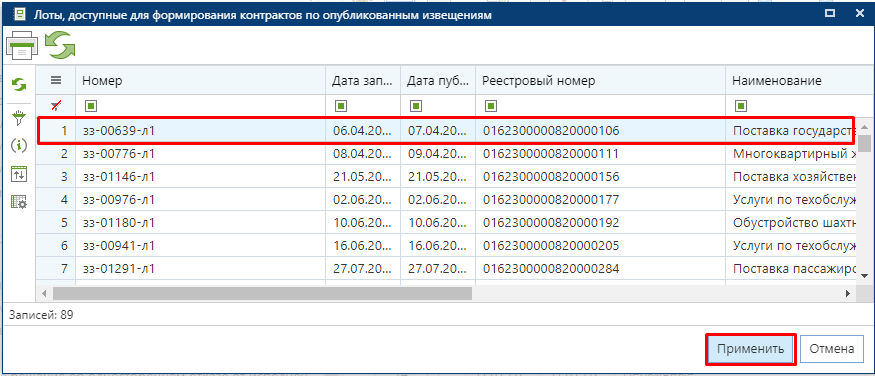 Лоты, доступные для формирования контрактов по опубликованным извещениям
Номер Дата зап... Дата пуб... Реестровый номер Наименование
1 зз-00639-л1 06.04.20... 07.04.20... 0162300000820000106 Поставка государств
2 зз-00776-л1 08.04.20... 09.04.20... 0162300000820000111 Многоквартирный х
3 зз-01146-л1 21.05.20... 21.05.20... 0162300000820000156 Поставка хозяйствен
4 зз-00976-л1 02.06.20... 02.06.20... 0162300000820000177 Услуги по техобслуж
5 зз-01180-л1 10.06.20... 10.06.20... 0162300000820000192 Обустройство шахтн
6 зз-00941-л1 16.06.20... 16.06.20... 0162300000820000205 Услуги по техобслуж
7 зз-01291-л1 27.07.20... 27.07.20... 0162300000820000284 Поставка пассажиро
Записей: 89
Применить Отмена